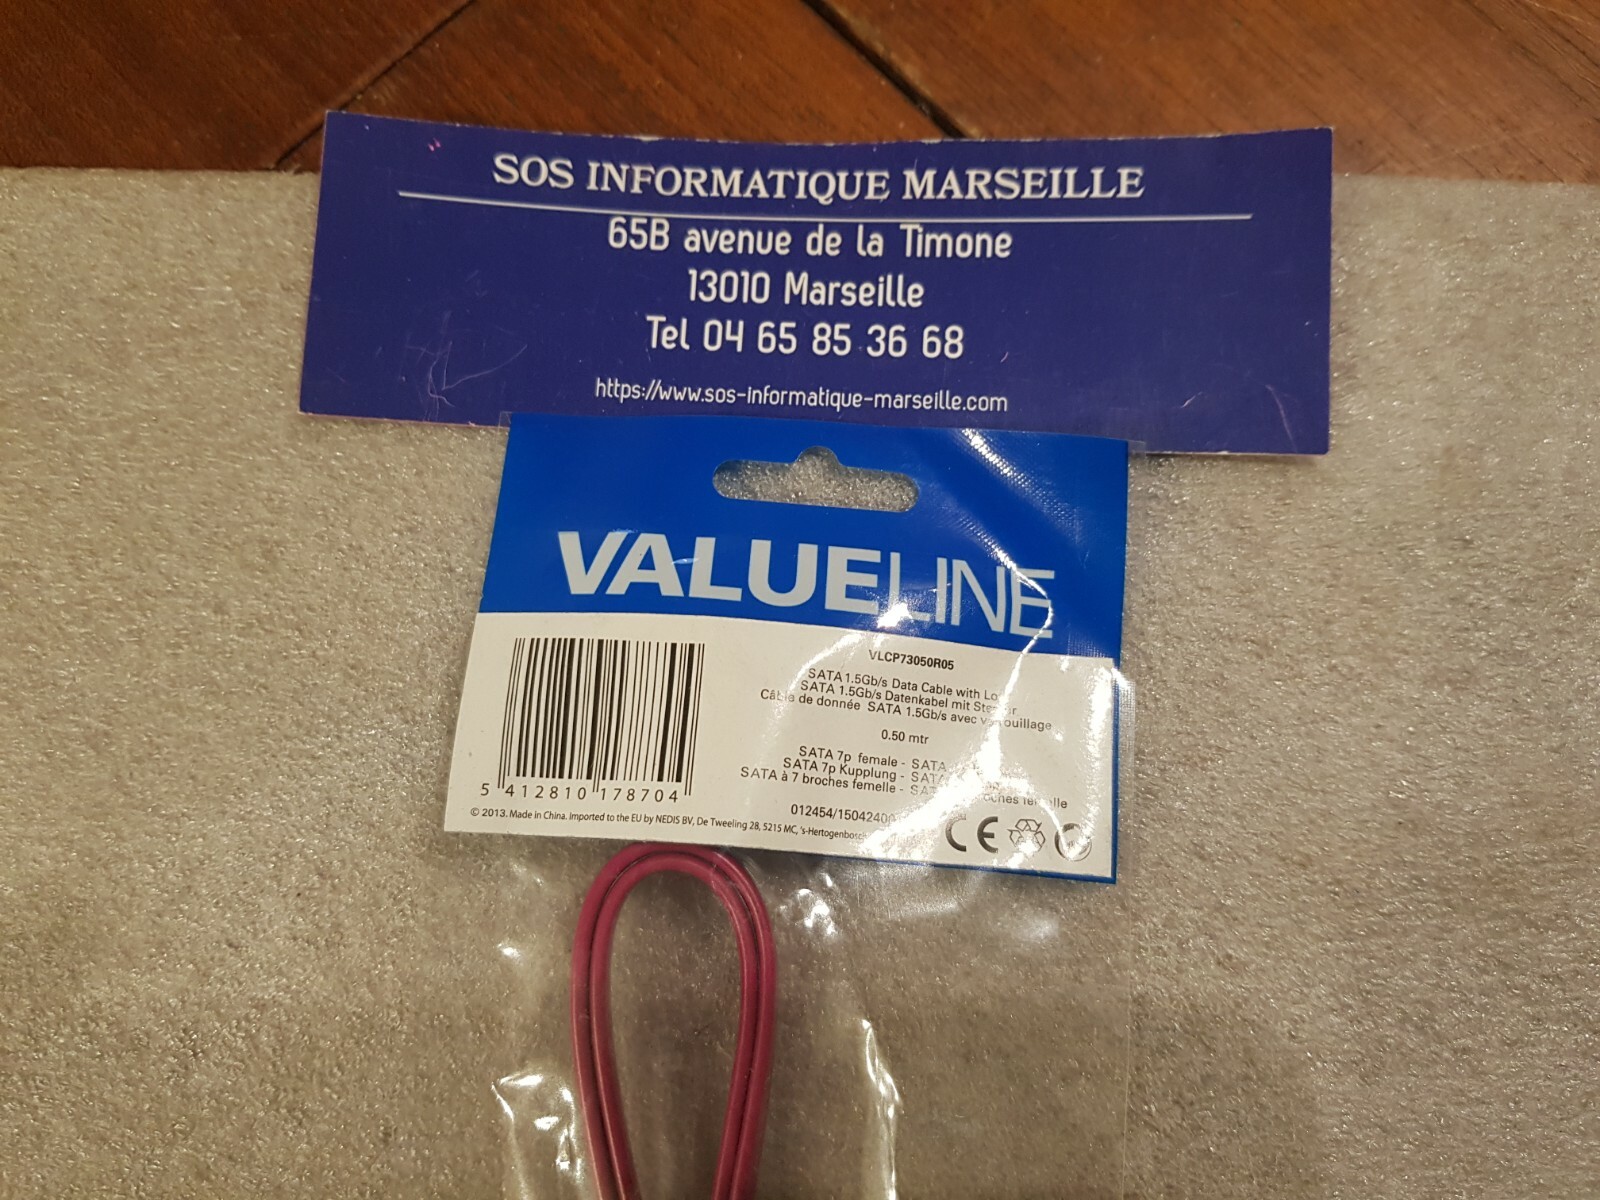 SOS INFORMATIQUE MARSEILLE
65B avenue de la Timone
13010 Marseille
Tel 04 65 85 36 68
https://www.sos-informatique-marseille.com
VALUELINE
VLCP73050R05
SATA 1.5Gb/s Data Cable with
SATA 1.5Gb/s Datenkabel mit
Câble de donnée SATA 1.5Gb/s avec
0.50 mtr
SATA 7p female - SATA
SATA 7p Kupplung - SATA
SATA à 7 broches femelle -
5 412810 178704
012454/
© 2013. Made in China. Imported to the EU by NEDIS BV, De Tweeling 28, 5215 MC,
CE